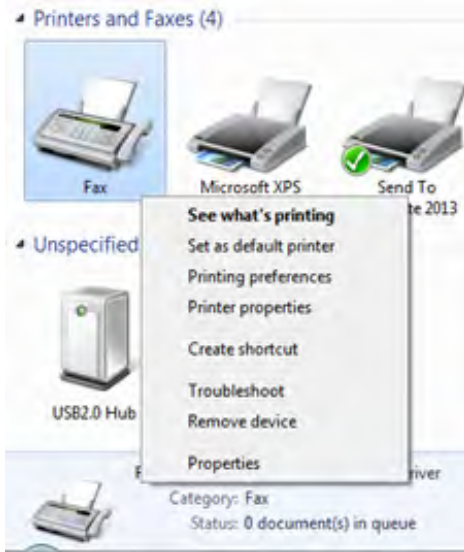 Printers and Faxes (4)
Fax
Microsoft XPS
Send To
te 2013
See what's printing
Set as default printer
Printing preferences
Printer properties
Create shortcut
Troubleshoot
Remove device
Properties
Unspecified
USB2.0 Hub
F
river
Category: Fax
Status: 0 document(s) in queue